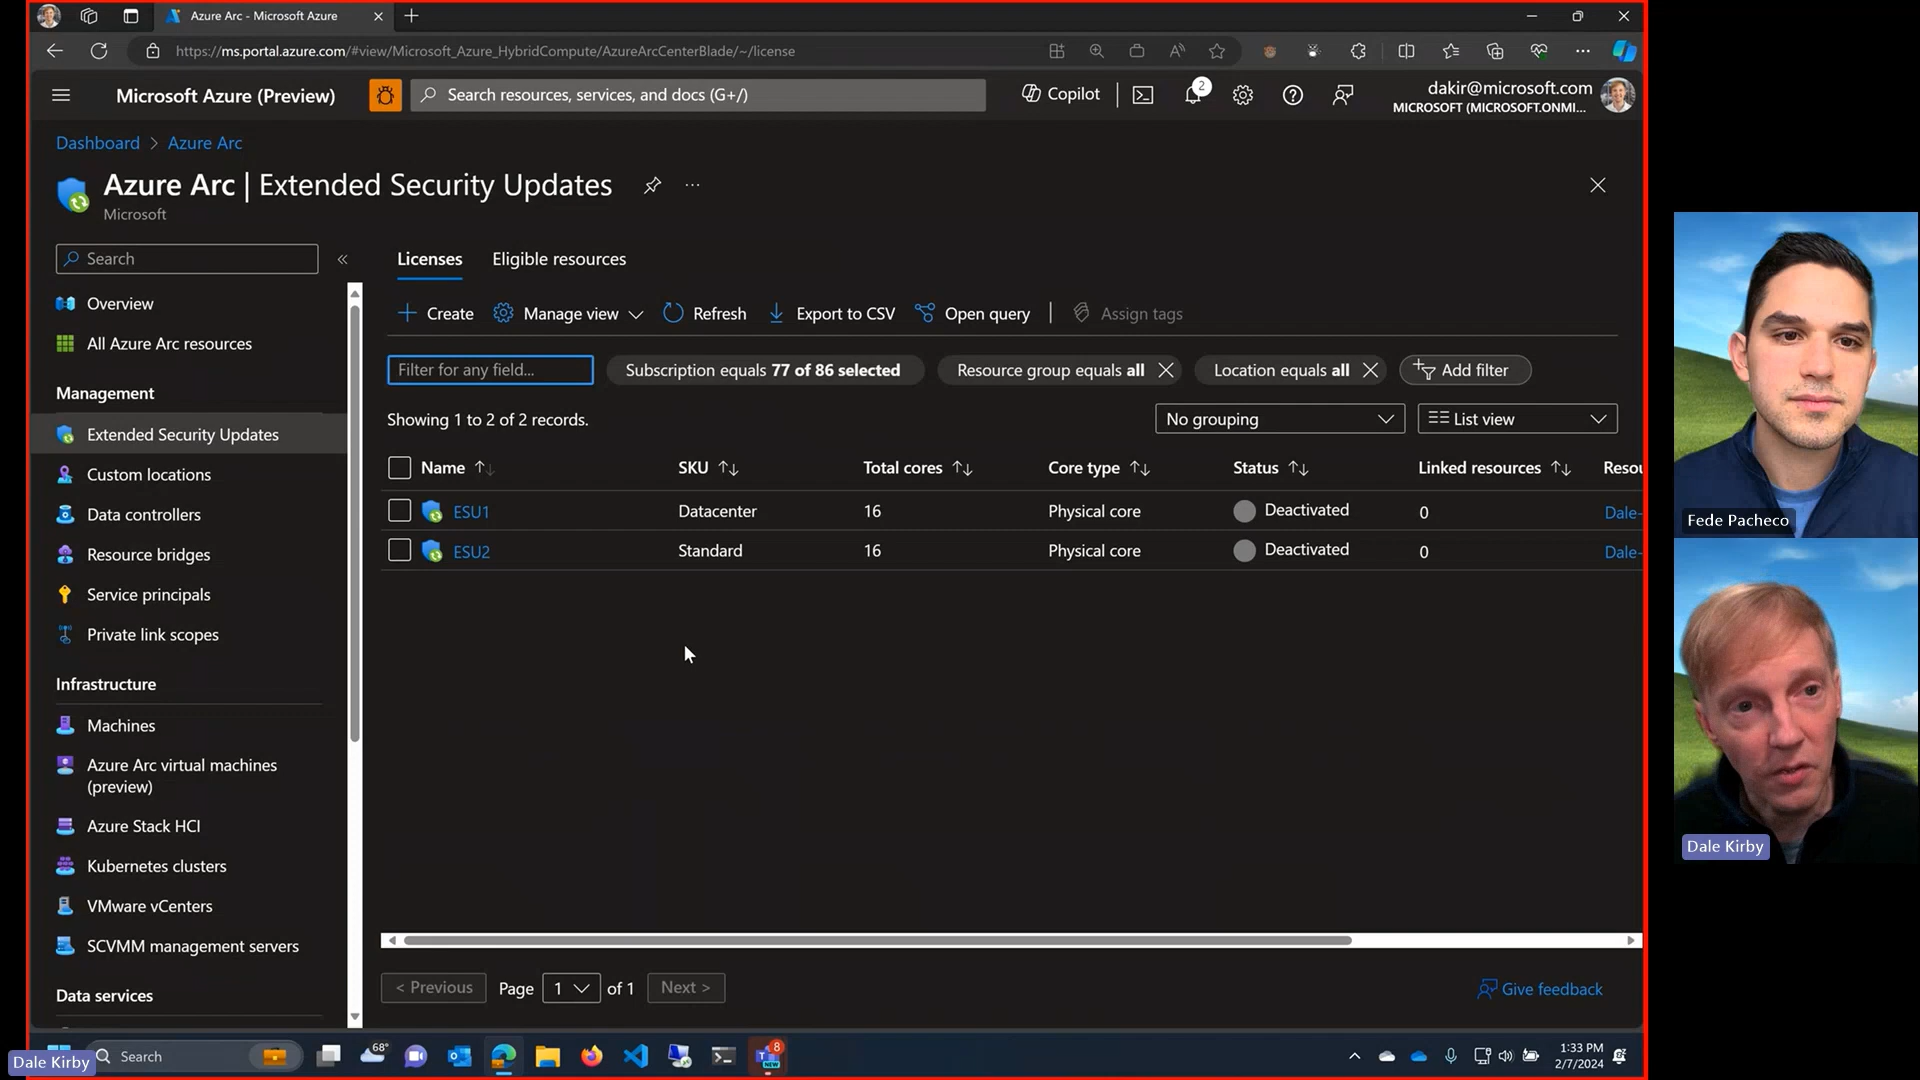 Azure Arc - Microsoft Azure
https://ms.portal.azure.com/#view/Microsoft_Azure_HybridCompute/AzureArcCenterBlade/~/license
Microsoft Azure (Preview)
Search resources, services, and docs (G+/)
Copilot
2
dakir@microsoft.com
MICROSOFT (MICROSOFT.ONMI...
Dashboard > Azure Arc
Azure Arc | Extended Security Updates
Microsoft
Search
Overview
All Azure Arc resources
Management
Extended Security Updates
Custom locations
Data controllers
Resource bridges
Service principals
Private link scopes
Infrastructure
Machines
Azure Arc virtual machines
(preview)
Azure Stack HCI
Kubernetes clusters
VMware vCenters
SCVMM management servers
Data services
Licenses Eligible resources
Create Manage view Refresh Export to CSV Open query Assign tags
Filter for any field... Subscription equals 77 of 86 selected Resource group equals all Location equals all Add filter
Showing 1 to 2 of 2 records. No grouping List view
Name SKU Total cores Core type Status Linked resources Resou
ESU1 Datacenter 16 Physical core Deactivated 0 Dale-
ESU2 Standard 16 Physical core Deactivated 0 Dale-
< Previous Page 1 of 1 Next >
Give feedback
Fede Pacheco
Dale Kirby
Dale Kirby
Search
68°
8
NEW
1:33 PM
2/7/2024